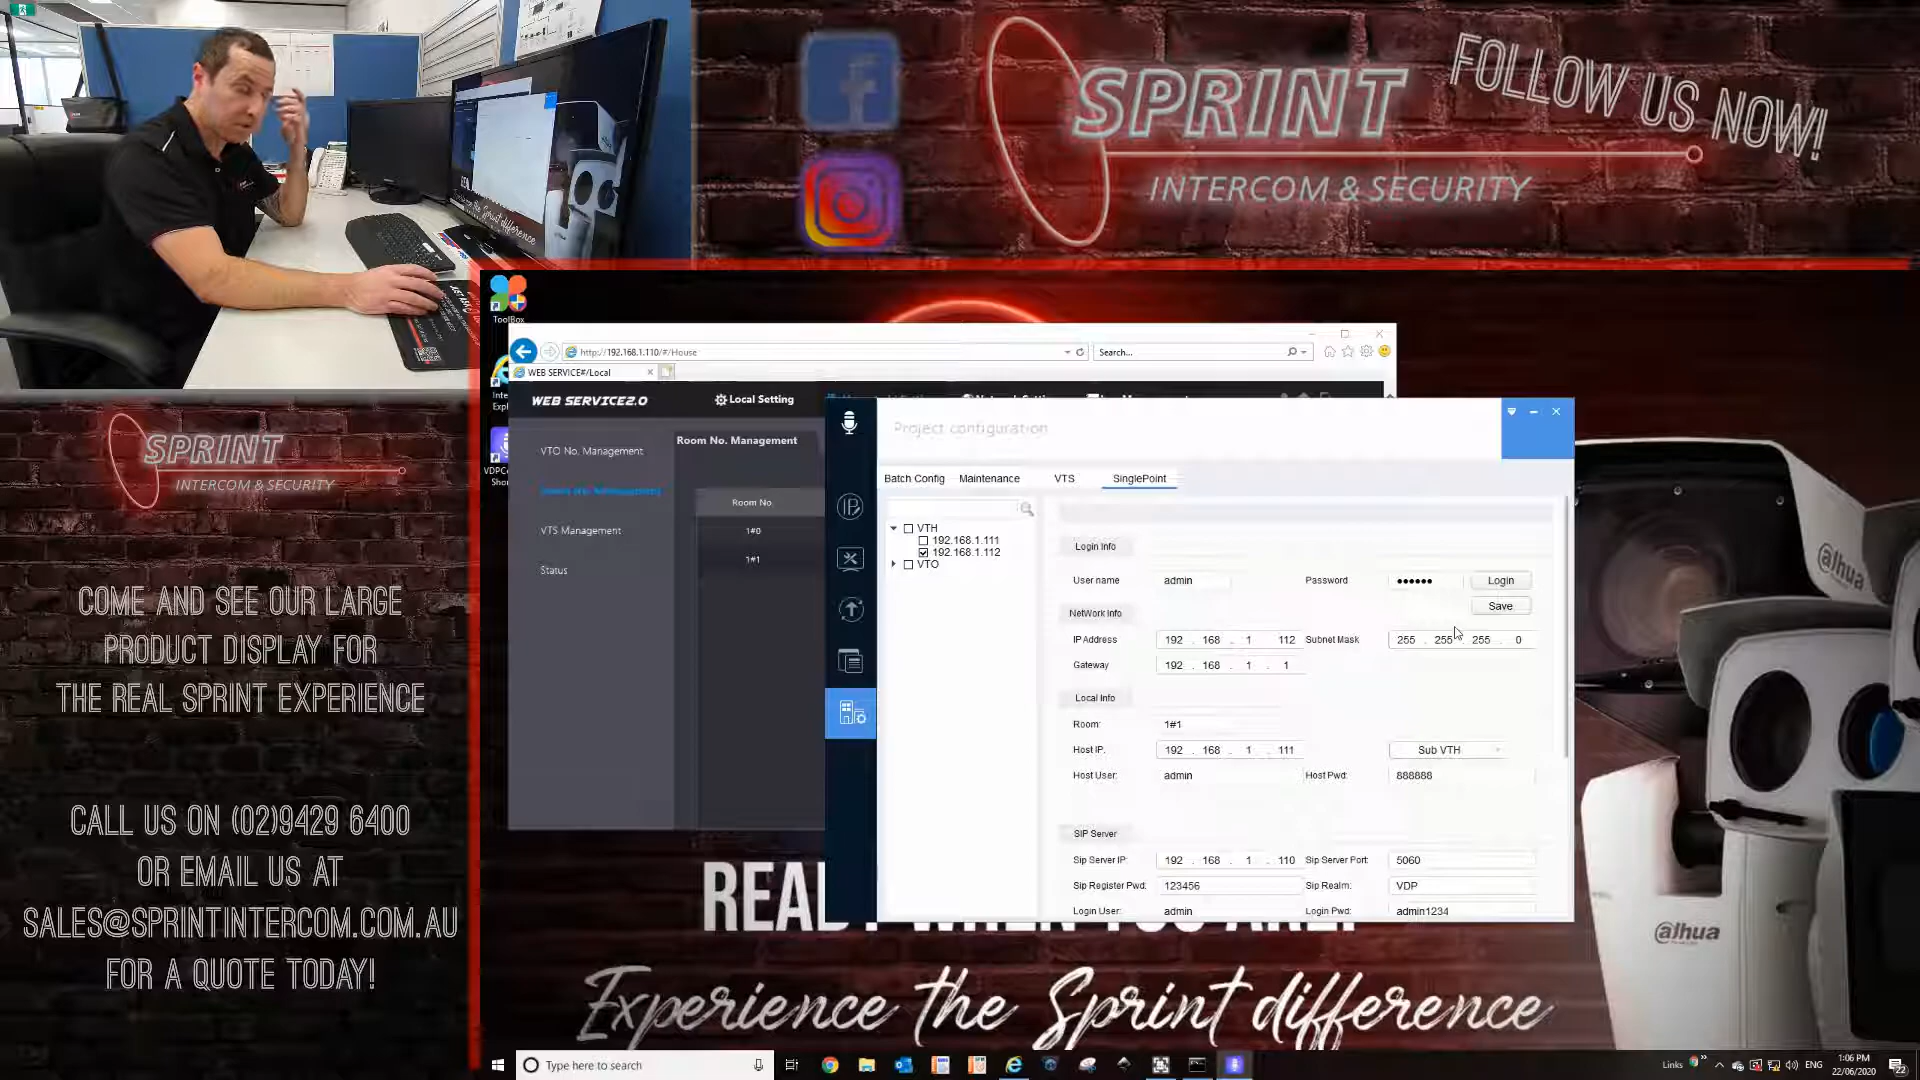 SPRINT
INTERCOM & SECURITY
FOLLOW US NOW!
SPRINT
INTERCOM & SECURITY
COME AND SEE OUR LARGE
PRODUCT DISPLAY FOR
THE REAL SPRINT EXPERIENCE
CALL US ON (02)9429 6400
OR EMAIL US AT
SALES@SPRINTINTERCOM.COM.AU
FOR A QUOTE TODAY!
ToolBox
http://192.168.1.110/#/House
Search...
WEB SERVICE#/Local
WEB SERVICE2.0
Local Setting
VTO No. Management
VTS Management
Status
Room No. Management
Room No.
1#0
1#1
Project configuration
Batch Config
Maintenance
VTS
SinglePoint
VTH
192.168.1.111
192.168.1.112
VTO
Login Info
User name
admin
Password
••••••
Login
Save
NetWork Info
IP Address
192 . 168 . 1 . 112
Subnet Mask
255 . 255 . 255 . 0
Gateway
192 . 168 . 1 . 1
Local Info
Room:
1#1
Host IP:
192 . 168 . 1 . 111
Sub VTH
Host User:
admin
Host Pwd:
888888
SIP Server
Sip Server IP:
192 . 168 . 1 . 110
Sip Server Port:
5060
Sip Register Pwd:
123456
Sip Realm:
VDP
Login User:
admin
Login Pwd:
admin1234
Experience the Sprint difference
alhua
alhua
Type here to search
Links
ENG
1:06 PM
22/06/2020
22